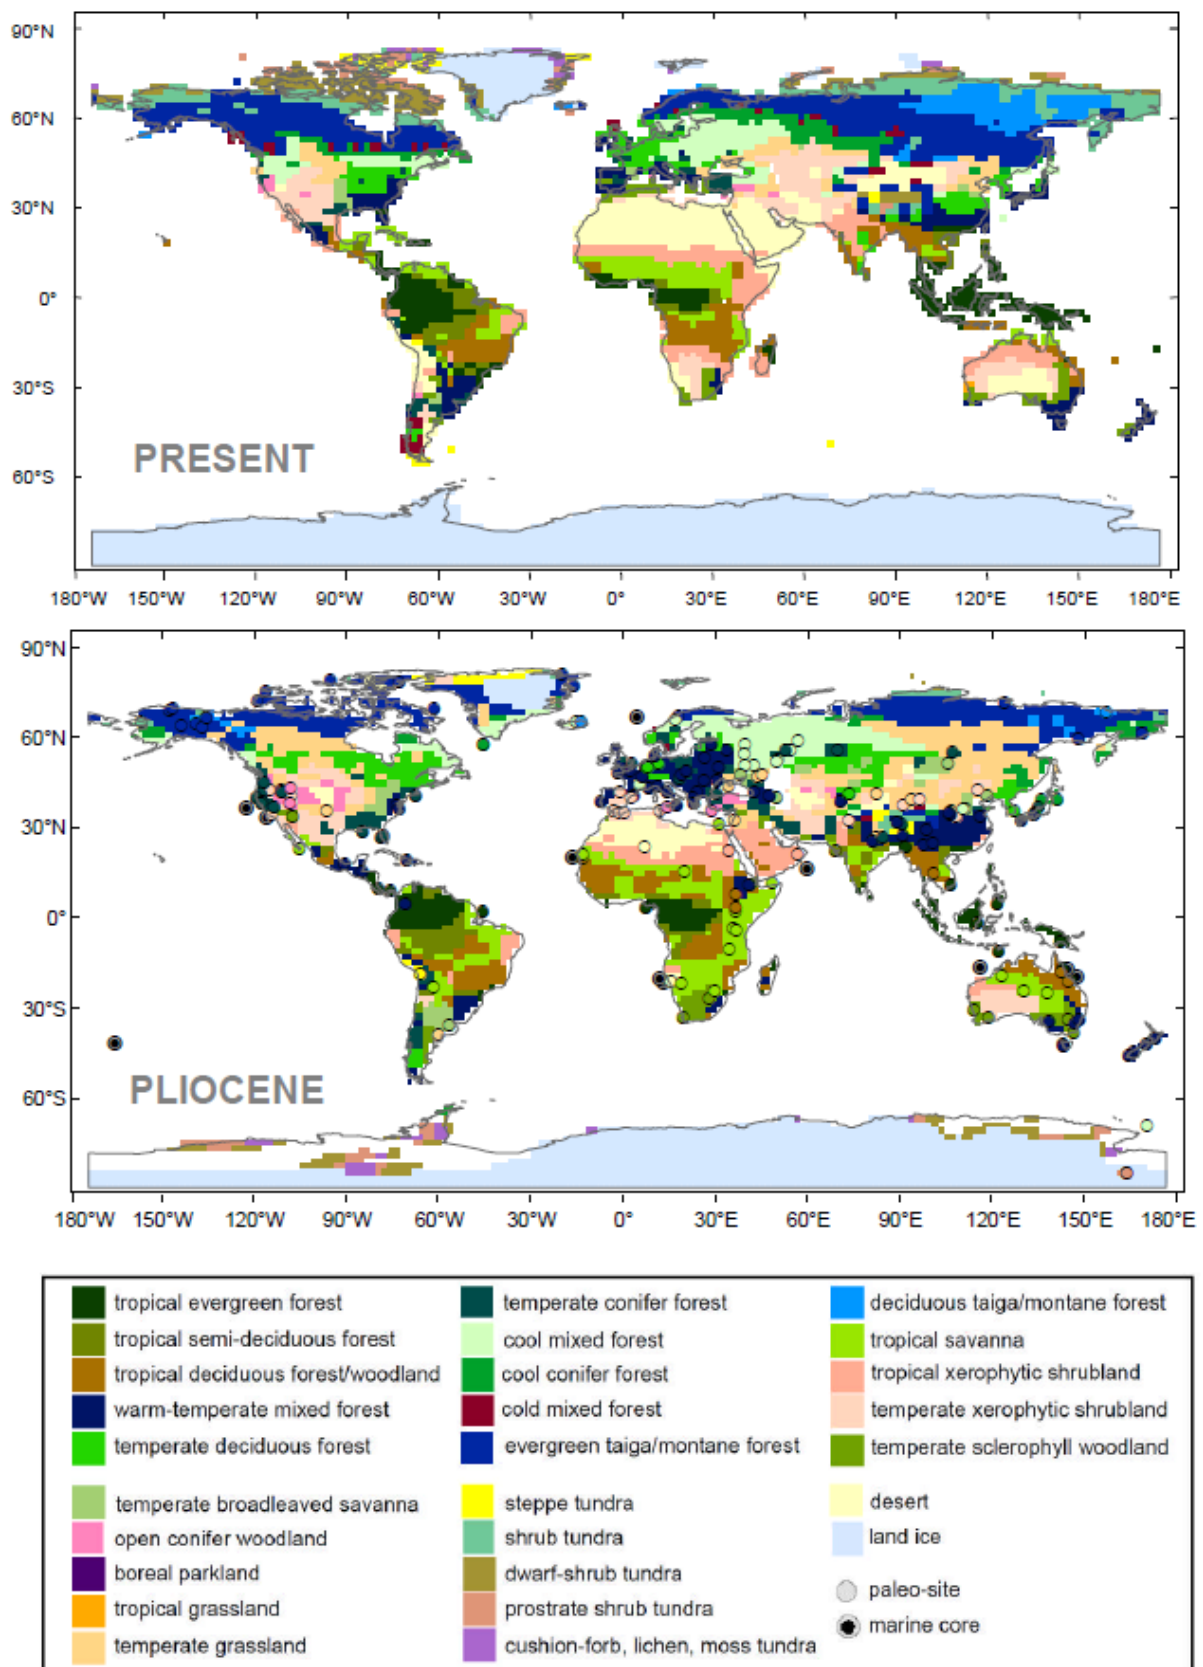 90°N
60°N
30°N
0°
30°S
60°S
PRESENT
180°W 150°W 120°W 90°W 60°W 30°W 0° 30°E 60°E 90°E 120°E 150°E 180°E
90°N
60°N
30°N
0°
30°S
60°S
PLIOCENE
180°W 150°W 120°W 90°W 60°W 30°W 0° 30°E 60°E 90°E 120°E 150°E 180°E
tropical evergreen forest
tropical semi-deciduous forest
tropical deciduous forest/woodland
warm-temperate mixed forest
temperate deciduous forest
temperate broadleaved savanna
open conifer woodland
boreal parkland
tropical grassland
temperate grassland
temperate conifer forest
cool mixed forest
cool conifer forest
cold mixed forest
evergreen taiga/montane forest
steppe tundra
shrub tundra
dwarf-shrub tundra
prostrate shrub tundra
cushion-forb, lichen, moss tundra
deciduous taiga/montane forest
tropical savanna
tropical xerophytic shrubland
temperate xerophytic shrubland
temperate sclerophyll woodland
desert
land ice
paleo-site
marine core